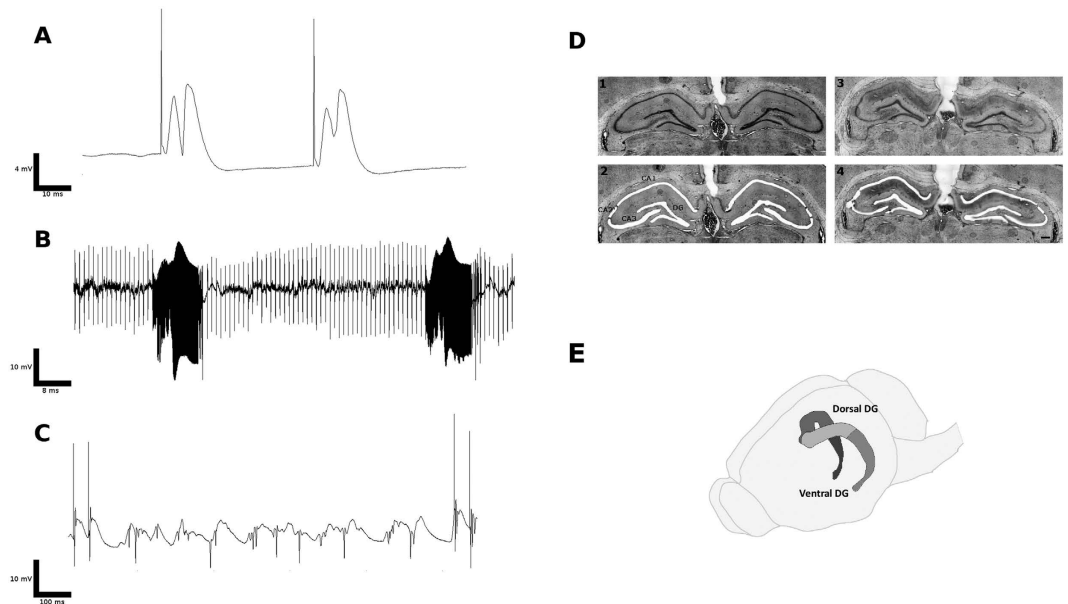 A
4 mV
10 ms
B
10 mV
8 ms
C
10 mV
100 ms
D
1
3
2
CA1
CA2
DG
CA3
4
E
Dorsal DG
Ventral DG